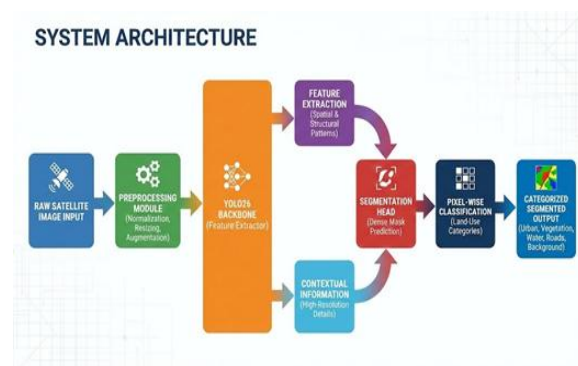 SYSTEM ARCHITECTURE
RAW SATELLITE
IMAGE INPUT
PREPROCESSING
MODULE
(Normalization,
Resizing,
Augmentation)
YOLO26
BACKBONE
(Feature Extractor)
FEATURE
EXTRACTION
(Spatial &
Structural
Patterns)
CONTEXTUAL
INFORMATION
(High-Resolution
Details)
SEGMENTATION
HEAD
(Dense Mask
Prediction)
PIXEL-WISE
CLASSIFICATION
(Land-Use
Categories)
CATEGORIZED
SEGMENTED
OUTPUT
(Urban, Vegetation,
Water, Roads,
Background)